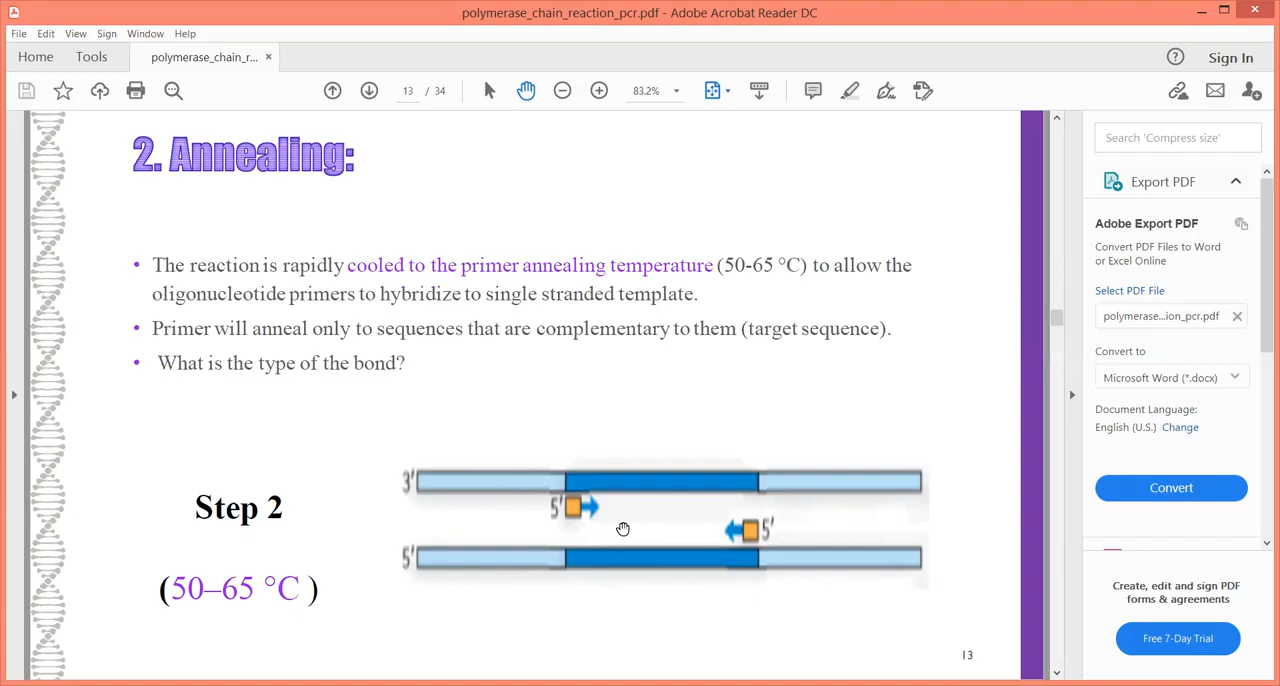 polymerase_chain_reaction_pcr.pdf - Adobe Acrobat Reader DC
File Edit View Sign Window Help
Home Tools polymerase_chain_r... ×
Sign In
13 / 34 83.2%
2. Annealing:
• The reaction is rapidly cooled to the primer annealing temperature (50-65 °C) to allow the
oligonucleotide primers to hybridize to single stranded template.
• Primer will anneal only to sequences that are complementary to them (target sequence).
• What is the type of the bond?
Step 2
(50–65 °C )
3'
5'
5'
5'
13
Search 'Compress size'
Export PDF
Adobe Export PDF
Convert PDF Files to Word
or Excel Online
Select PDF File
polymerase...ion_pcr.pdf
Convert to
Microsoft Word (*.docx)
Document Language:
English (U.S.) Change
Convert
Create, edit and sign PDF
forms & agreements
Free 7-Day Trial